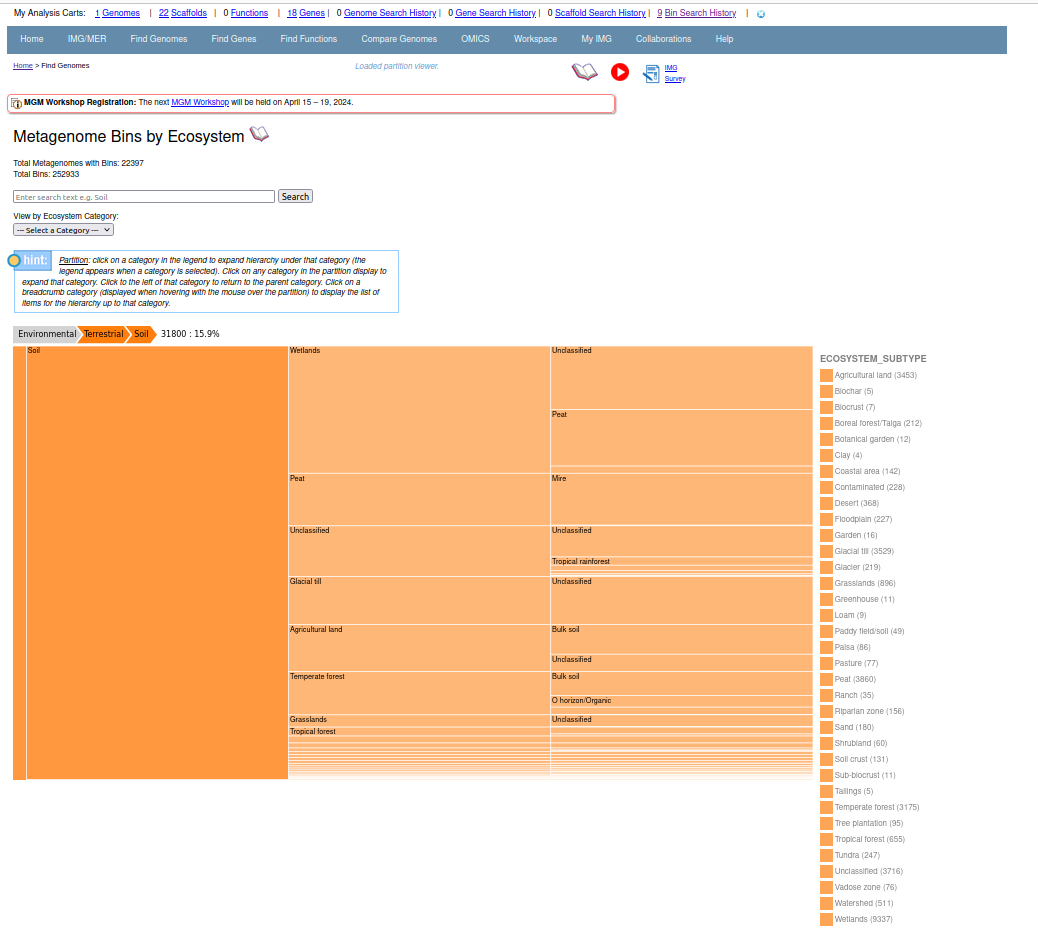 My Analysis Carts: 1 Genomes | 22 Scaffolds | 0 Functions | 18 Genes | 0 Genome Search History | 0 Gene Search History | 0 Scaffold Search History | 9 Bin Search History |
Home IMG/MER Find Genomes Find Genes Find Functions Compare Genomes OMICS Workspace My IMG Collaborations Help
Home > Find Genomes
Loaded partition viewer.
IMG
Survey
MGM Workshop Registration: The next MGM Workshop will be held on April 15 – 19, 2024.
Metagenome Bins by Ecosystem
Total Metagenomes with Bins: 22397
Total Bins: 252933
Enter search text e.g. Soil
Search
View by Ecosystem Category:
--- Select a Category ---
hint: Partition: click on a category in the legend to expand hierarchy under that category (the
legend appears when a category is selected). Click on any category in the partition display to
expand that category. Click to the left of that category to return to the parent category. Click on a
breadcrumb category (displayed when hovering with the mouse over the partition) to display the list of
items for the hierarchy up to that category.
Environmental Terrestrial Soil 31800 : 15.9%
Soil
Wetlands
Peat
Unclassified
Glacial till
Agricultural land
Temperate forest
Grasslands
Tropical forest
Unclassified
Peat
Mire
Unclassified
Tropical rainforest
Unclassified
Bulk soil
Unclassified
Bulk soil
O horizon/Organic
Unclassified
ECOSYSTEM_SUBTYPE
Agricultural land (3453)
Biochar (5)
Biocrust (7)
Boreal forest/Taiga (212)
Botanical garden (12)
Clay (4)
Coastal area (142)
Contaminated (228)
Desert (368)
Floodplain (227)
Garden (16)
Glacial till (3529)
Glacier (219)
Grasslands (896)
Greenhouse (11)
Loam (9)
Paddy field/soil (49)
Palsa (86)
Pasture (77)
Peat (3860)
Ranch (35)
Riparian zone (156)
Sand (180)
Shrubland (60)
Soil crust (131)
Sub-biocrust (11)
Tailings (5)
Temperate forest (3175)
Tree plantation (95)
Tropical forest (655)
Tundra (247)
Unclassified (3716)
Vadose zone (76)
Watershed (511)
Wetlands (9337)